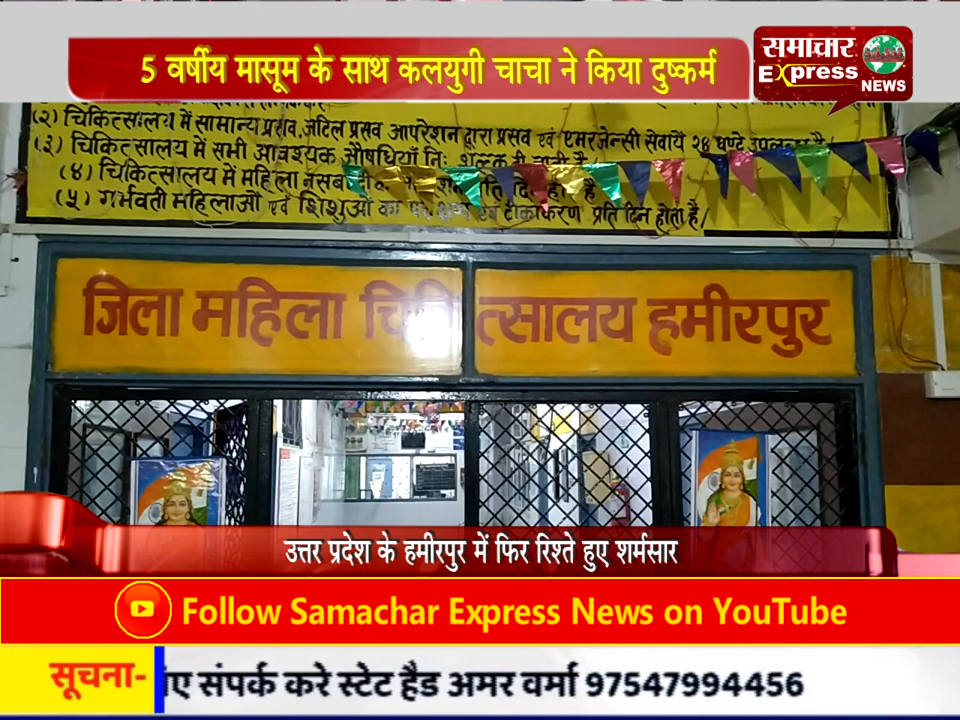 5 वर्षीय मासूम के साथ कलयुगी चाचा ने किया दुष्कर्म
समाचार
Express
NEWS
(२) चिकित्सालय में सामान्य प्रसव, जटिल प्रसव आपरेशन द्वारा प्रसव एवं एमरजेन्सी सेवायें २४ घण्टे उपलब्ध है
(३) चिकित्सालय में सभी आवश्यक औषधियाँ निः शुल्क दी जाती है
(४) चिकित्सालय में महिला नसबन्दी
(५) गर्भवती महिलाओं एवं शिशुओं का एवं टीकाकरण प्रति दिन होता है।
जिला महिला चिकित्सालय हमीरपुर
उत्तर प्रदेश के हमीरपुर में फिर रिश्ते हुए शर्मसार
Follow Samachar Express News on YouTube
सूचना- संपर्क करे स्टेट हैड अमर वर्मा 97547994456